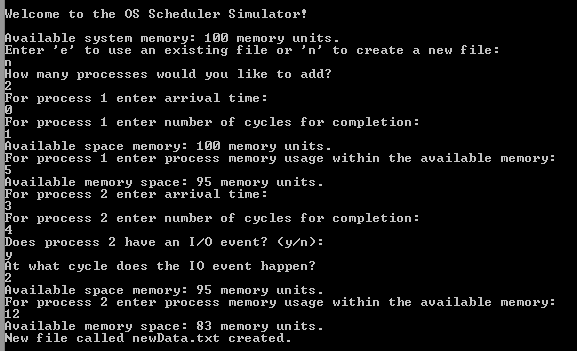 Welcome to the OS Scheduler Simulator!
Available system memory: 100 memory units.
Enter 'e' to use an existing file or 'n' to create a new file:
n
How many processes would you like to add?
2
For process 1 enter arrival time:
0
For process 1 enter number of cycles for completion:
1
Available space memory: 100 memory units.
For process 1 enter process memory usage within the available memory:
5
Available memory space: 95 memory units.
For process 2 enter arrival time:
3
For process 2 enter number of cycles for completion:
4
Does process 2 have an I/O event? (y/n):
y
At what cycle does the IO event happen?
2
Available space memory: 95 memory units.
For process 2 enter process memory usage within the available memory:
12
Available memory space: 83 memory units.
New file called newData.txt created.